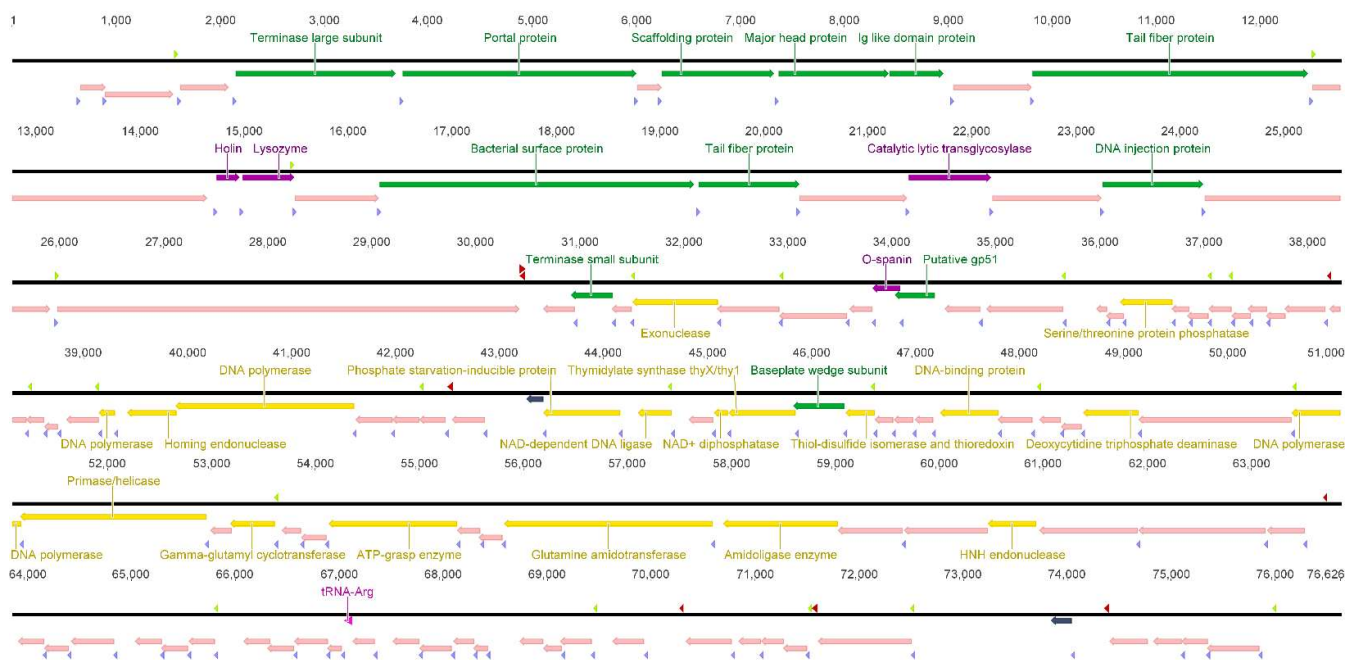 1 1,000 2,000 3,000 4,000 5,000 6,000 7,000 8,000 9,000 10,000 11,000 12,000
Terminase large subunit Portal protein Scaffolding protein Major head protein Ig like domain protein Tail fiber protein
13,000 14,000 15,000 16,000 17,000 18,000 19,000 20,000 21,000 22,000 23,000 24,000 25,000
Holin Lysozyme Bacterial surface protein Tail fiber protein Catalytic lytic transglycosylase DNA injection protein
26,000 27,000 28,000 29,000 30,000 31,000 32,000 33,000 34,000 35,000 36,000 37,000 38,000
Terminase small subunit O-spanin Putative gp51
Exonuclease Serine/threonine protein phosphatase
39,000 40,000 41,000 42,000 43,000 44,000 45,000 46,000 47,000 48,000 49,000 50,000 51,000
DNA polymerase Phosphate starvation-inducible protein Thymidylate synthase thyX/thy1 Baseplate wedge subunit DNA-binding protein
DNA polymerase Homing endonuclease NAD-dependent DNA ligase NAD+ diphosphatase Thiol-disulfide isomerase and thioredoxin Deoxycytidine triphosphate deaminase DNA polymerase
52,000 53,000 54,000 55,000 56,000 57,000 58,000 59,000 60,000 61,000 62,000 63,000
Primase/helicase
DNA polymerase Gamma-glutamyl cyclotransferase ATP-grasp enzyme Glutamine amidotransferase Amidoligase enzyme HNH endonuclease
64,000 65,000 66,000 67,000 68,000 69,000 70,000 71,000 72,000 73,000 74,000 75,000 76,000 76,626
tRNA-Arg